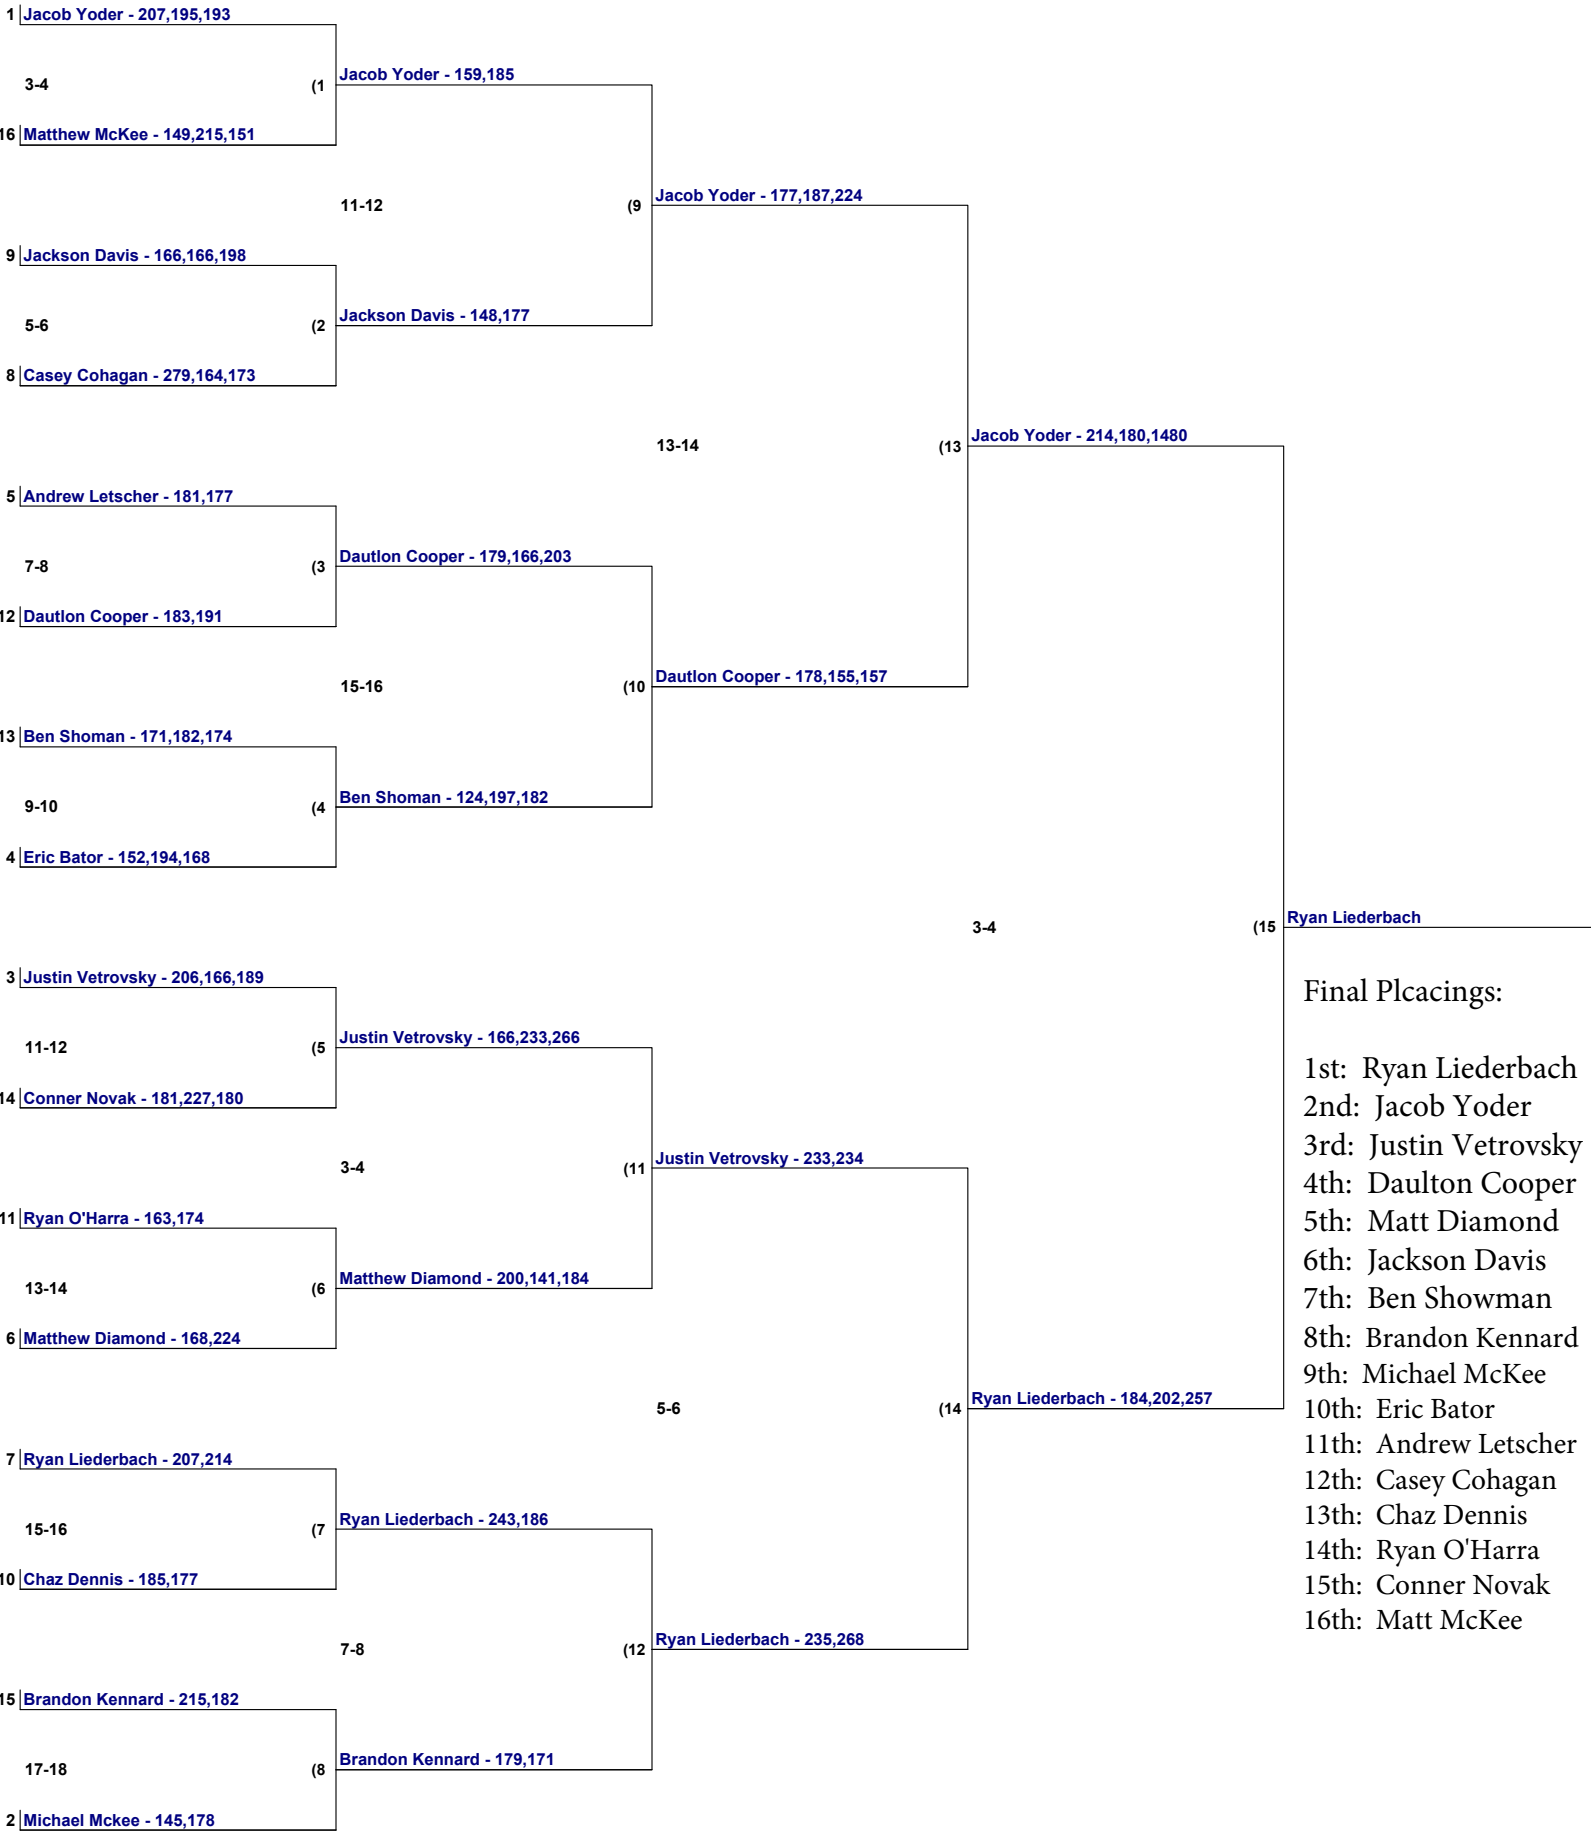 1 Jacob Yoder - 207,195,193
Jacob Yoder - 159,185
3-4 (1
16 Matthew McKee - 149,215,151
Jacob Yoder - 177,187,224
11-12 (9
9 Jackson Davis - 166,166,198
Jackson Davis - 148,177
5-6 (2
8 Casey Cohagan - 279,164,173
Jacob Yoder - 214,180,1480
13-14 (13
5 Andrew Letscher - 181,177
Dautlon Cooper - 179,166,203
7-8 (3
12 Dautlon Cooper - 183,191
Dautlon Cooper - 178,155,157
15-16 (10
13 Ben Shoman - 171,182,174
Ben Shoman - 124,197,182
9-10 (4
4 Eric Bator - 152,194,168
Ryan Liederbach
3-4 (15
3 Justin Vetrovsky - 206,166,189
Justin Vetrovsky - 166,233,266
11-12 (5
14 Conner Novak - 181,227,180
Justin Vetrovsky - 233,234
3-4 (11
11 Ryan O'Harra - 163,174
Matthew Diamond - 200,141,184
13-14 (6
6 Matthew Diamond - 168,224
Ryan Liederbach - 184,202,257
5-6 (14
7 Ryan Liederbach - 207,214
Ryan Liederbach - 243,186
15-16 (7
10 Chaz Dennis - 185,177
Ryan Liederbach - 235,268
7-8 (12
15 Brandon Kennard - 215,182
Brandon Kennard - 179,171
17-18 (8
2 Michael Mckee - 145,178
Final Plcacings:
1st: Ryan Liederbach
2nd: Jacob Yoder
3rd: Justin Vetrovsky
4th: Daulton Cooper
5th: Matt Diamond
6th: Jackson Davis
7th: Ben Showman
8th: Brandon Kennard
9th: Michael McKee
10th: Eric Bator
11th: Andrew Letscher
12th: Casey Cohagan
13th: Chaz Dennis
14th: Ryan O'Harra
15th: Conner Novak
16th: Matt McKee